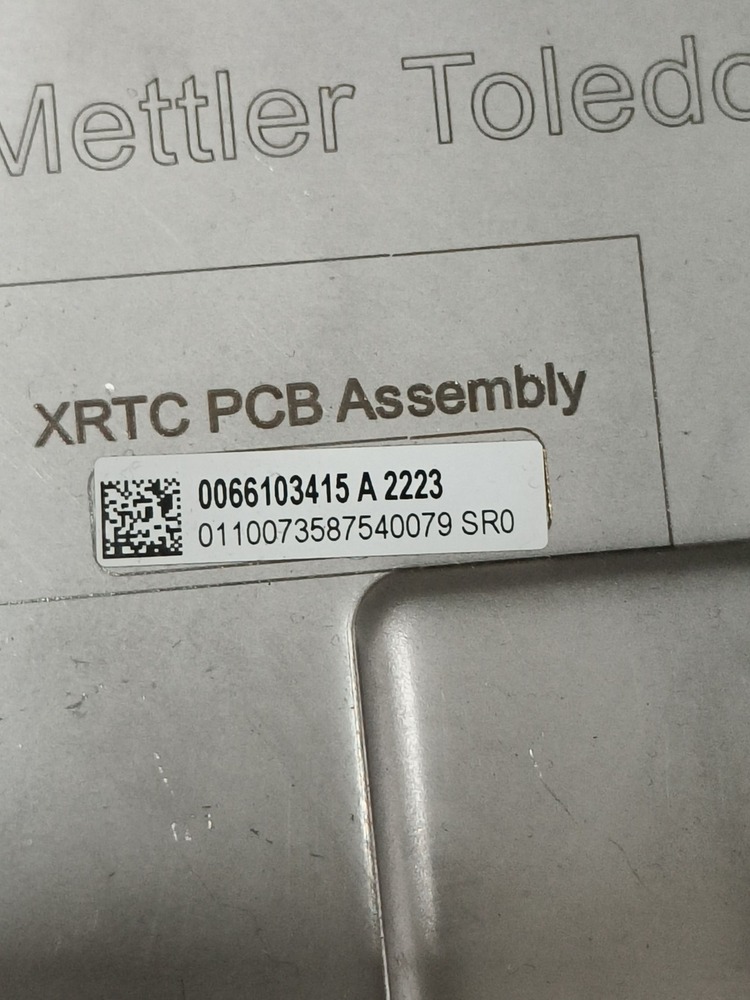 Mettler Toledo
XRTC PCB Assembly
0066103415 A 2223
0110073587540079 SR0